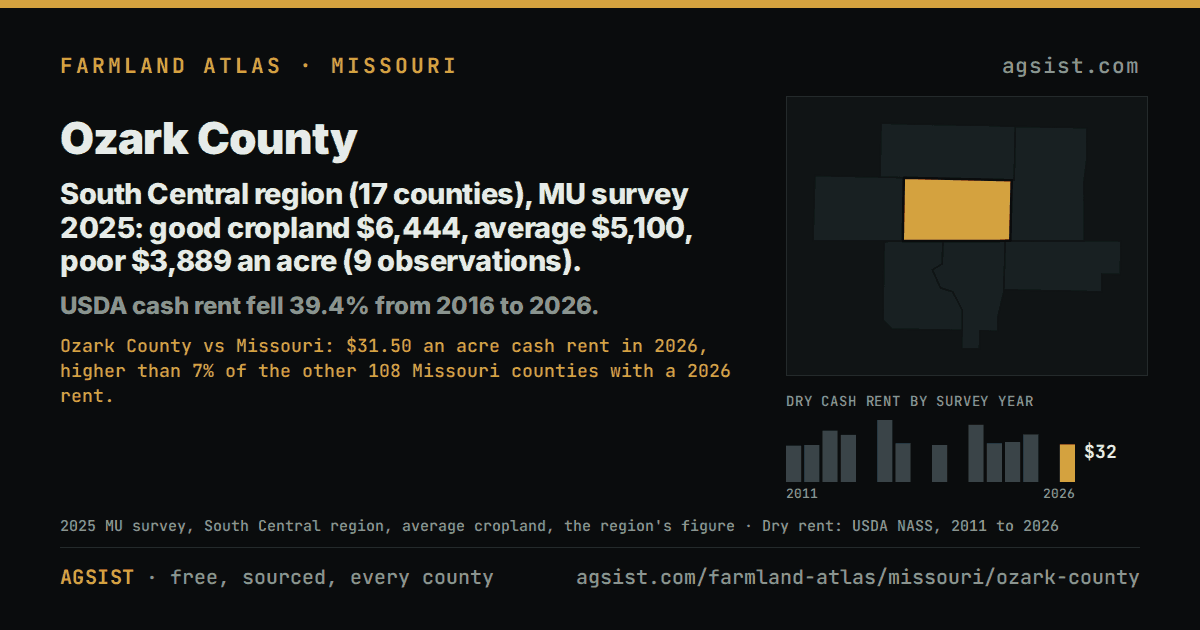 FARMLAND ATLAS · MISSOURI
agsist.com
Ozark County
South Central region (17 counties), MU survey
2025: good cropland $6,444, average $5,100,
poor $3,889 an acre (9 observations).
USDA cash rent fell 39.4% from 2016 to 2026.
Ozark County vs Missouri: $31.50 an acre cash rent in 2026,
higher than 7% of the other 108 Missouri counties with a 2026
rent.
DRY CASH RENT BY SURVEY YEAR
$32
2011
2026
2025 MU survey, South Central region, average cropland, the region's figure · Dry rent: USDA NASS, 2011 to 2026
AGSIST · free, sourced, every county
agsist.com/farmland-atlas/missouri/ozark-county